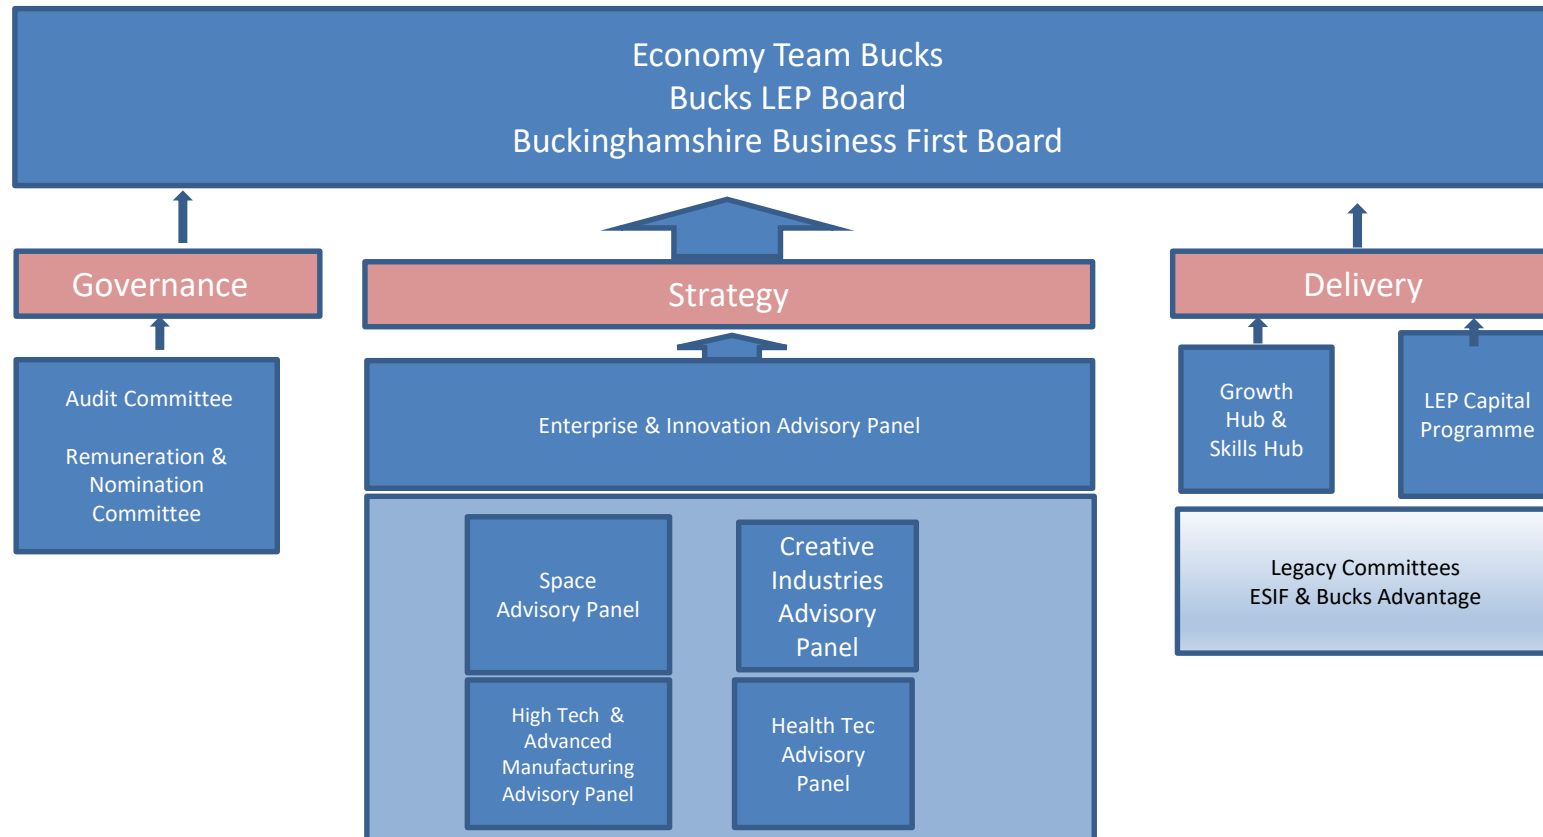 Economy Team Bucks
Bucks LEP Board
Buckinghamshire Business First Board
Governance
Strategy
Delivery
Audit Committee
Remuneration &
Nomination
Committee
Enterprise & Innovation Advisory Panel
Growth
Hub &
Skills Hub
LEP Capital
Programme
Space
Advisory Panel
Creative
Industries
Advisory
Panel
Legacy Committees
ESIF & Bucks Advantage
High Tech &
Advanced
Manufacturing
Advisory Panel
Health Tec
Advisory
Panel